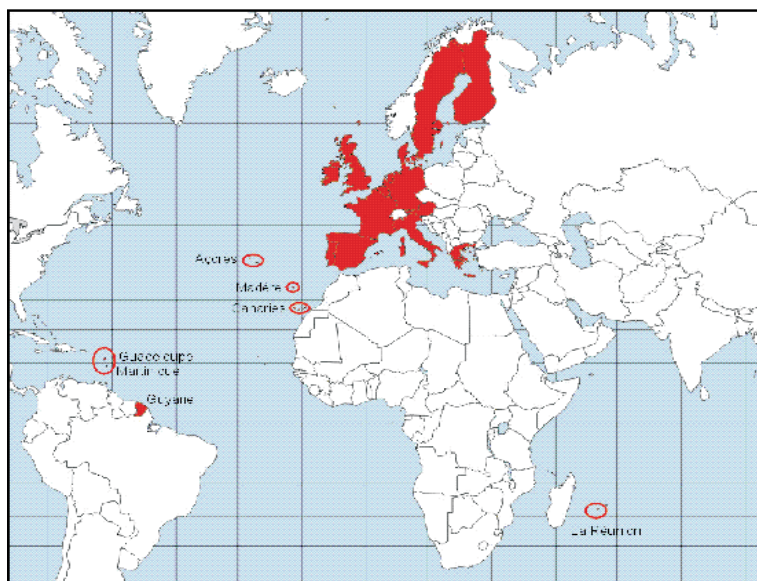 Açores
Madère
Canaries
Guadeloupe
Martinique
Guyane
La Réunion